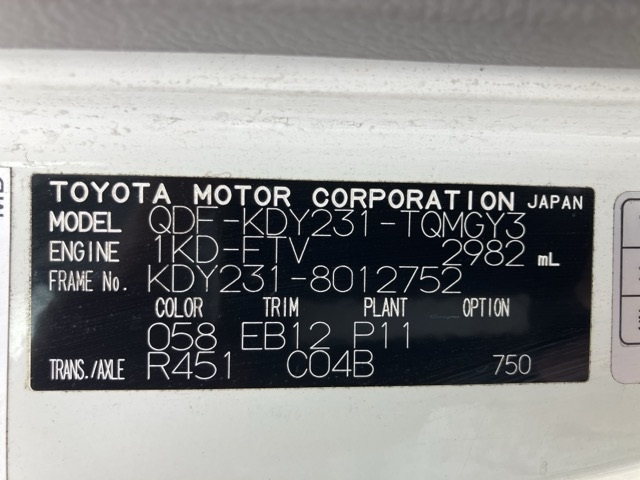 TOYOTA MOTOR CORPORATION JAPAN
MODEL QDF-KDY231-TQMGY3
ENGINE 1KD-FTV 2982 mL
FRAME No. KDY231-8012752
COLOR TRIM PLANT OPTION
058 EB12 P11
TRANS./AXLE R451 C04B 750